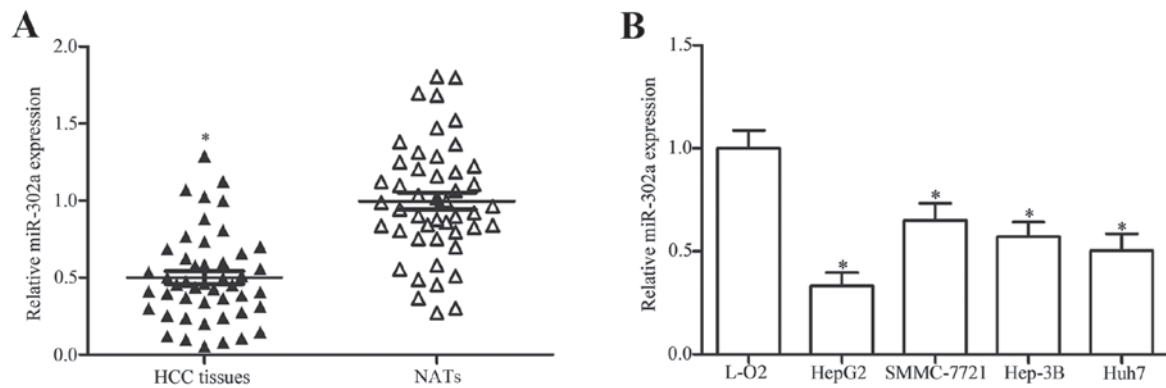 A
Relative miR-302a expression
2.0
1.5
1.0
0.5
0.0
*
HCC tissues
NATs
B
Relative miR-302a expression
1.5
1.0
0.5
0.0
*
*
*
*
L-O2
HepG2
SMMC-7721
Hep-3B
Huh7